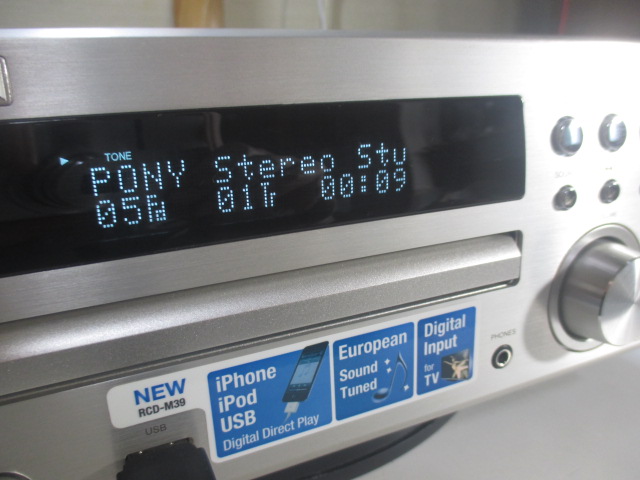 TONE
PONY Stereo Stu
05 01Tr 00:09
NEW
RCD-M39
iPhone
iPod
USB
Digital Direct Play
European
Sound
Tuned
Digital
Input
for
TV
PHONES
USB